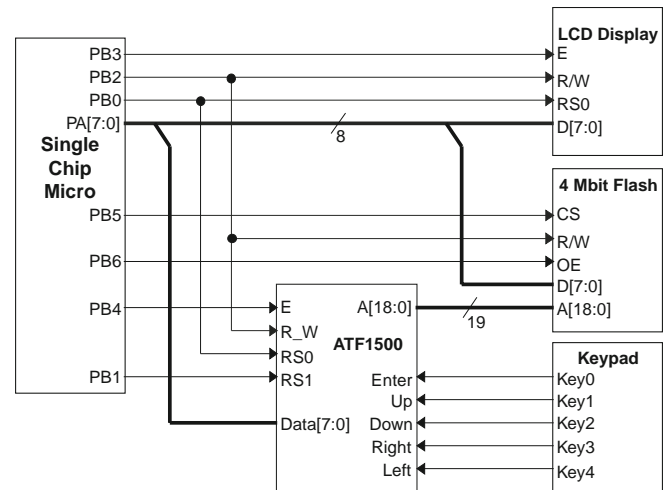 PB3
PB2
PB0
PA[7:0]
Single
Chip
Micro
PB5
PB6
PB4
PB1
8
LCD Display
E
R/W
RS0
D[7:0]
4 Mbit Flash
CS
R/W
OE
D[7:0]
A[18:0]
E
R_W
RS0
RS1
Data[7:0]
A[18:0]
19
ATF1500
Enter
Up
Down
Right
Left
Keypad
Key0
Key1
Key2
Key3
Key4